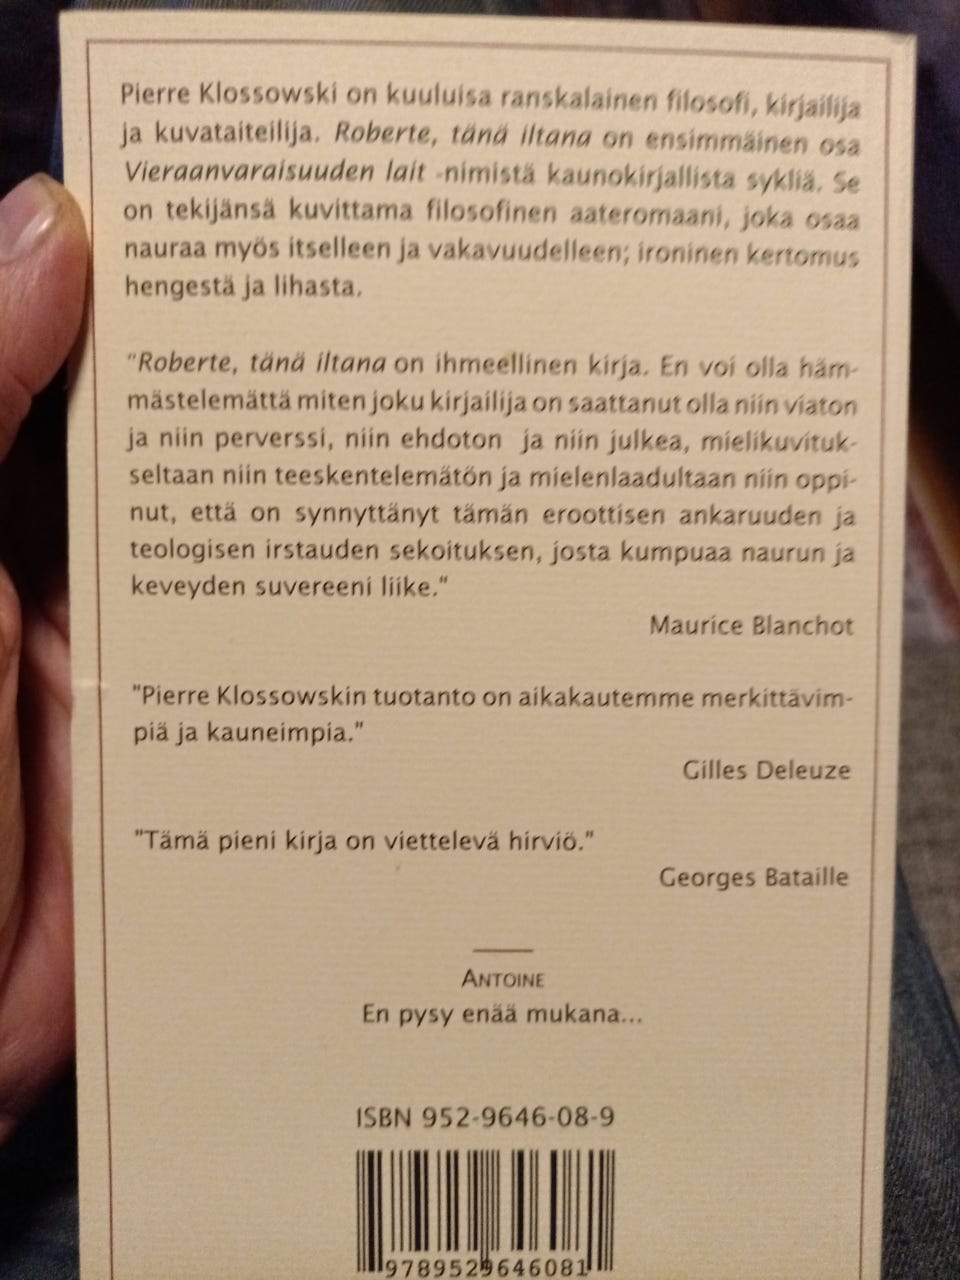 Pierre Klossowski on kuuluisa ranskalainen filosofi, kirjailija
ja kuvataiteilija. Roberte, tänä iltana on ensimmäinen osa
Vieraanvaraisuuden lait -nimistä kaunokirjallista sykliä. Se
on tekijänsä kuvittama filosofinen aateromaani, joka osaa
nauraa myös itselleen ja vakavuudelleen; ironinen kertomus
hengestä ja lihasta.
"Roberte, tänä iltana on ihmeellinen kirja. En voi olla häm-
mästelemättä miten joku kirjailija on saattanut olla niin viaton
ja niin perverssi, niin ehdoton ja niin julkea, mielikuvituk-
seltaan niin teeskentelemätön ja mielenlaadultaan niin oppi-
nut, että on synnyttänyt tämän eroottisen ankaruuden ja
teologisen irstauden sekoituksen, josta kumpuaa naurun ja
keveyden suvereeni liike."
Maurice Blanchot
"Pierre Klossowskin tuotanto on aikakautemme merkittävim-
piä ja kauneimpia."
Gilles Deleuze
"Tämä pieni kirja on viettelevä hirviö."
Georges Bataille
ANTOINE
En pysy enää mukana...
ISBN 952-9646-08-9
9789529646081